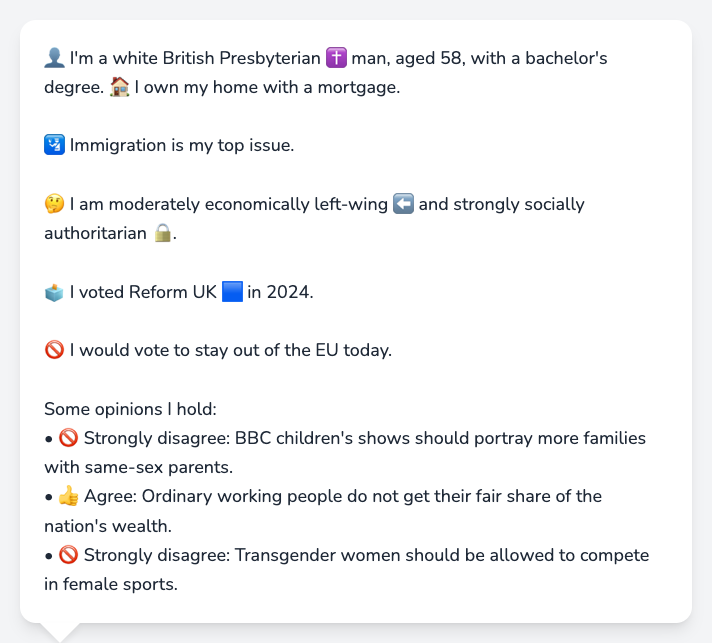 👤 I'm a white British Presbyterian ✝️ man, aged 58, with a bachelor's
degree. 🏠 I own my home with a mortgage.
🛂 Immigration is my top issue.
🤔 I am moderately economically left-wing ⬅️ and strongly socially
authoritarian 🔒.
🗳️ I voted Reform UK 🟦 in 2024.
🚫 I would vote to stay out of the EU today.
Some opinions I hold:
• 🚫 Strongly disagree: BBC children's shows should portray more families
with same-sex parents.
• 👍 Agree: Ordinary working people do not get their fair share of the
nation's wealth.
• 🚫 Strongly disagree: Transgender women should be allowed to compete
in female sports.